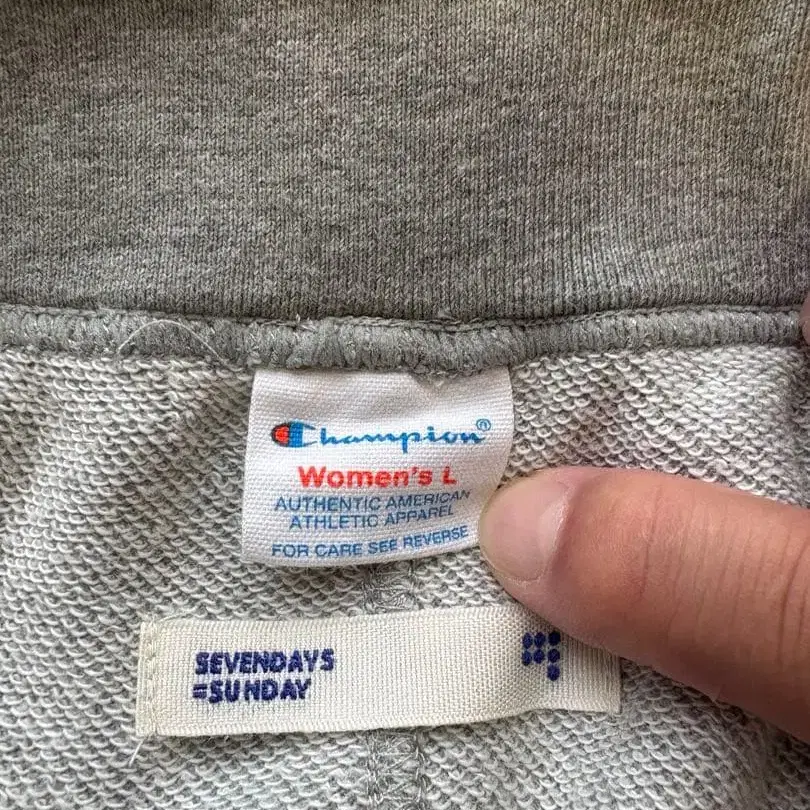 Champion®
Women's L
AUTHENTIC AMERICAN
ATHLETIC APPAREL
FOR CARE SEE REVERSE
SEVENDAYS
=SUNDAY